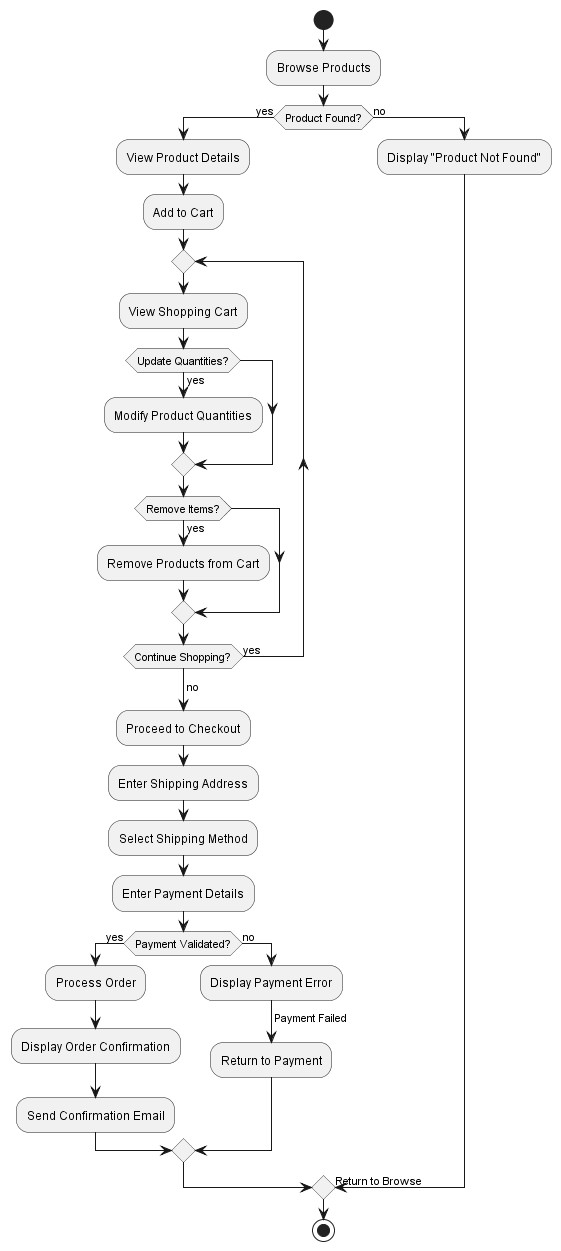 Browse Products
yes
Product Found?
no
View Product Details
Display "Product Not Found"
Add to Cart
View Shopping Cart
Update Quantities?
yes
Modify Product Quantities
Remove Items?
yes
Remove Products from Cart
Continue Shopping?
yes
no
Proceed to Checkout
Enter Shipping Address
Select Shipping Method
Enter Payment Details
yes
Payment Validated?
no
Process Order
Display Payment Error
Payment Failed
Display Order Confirmation
Return to Payment
Send Confirmation Email
Return to Browse